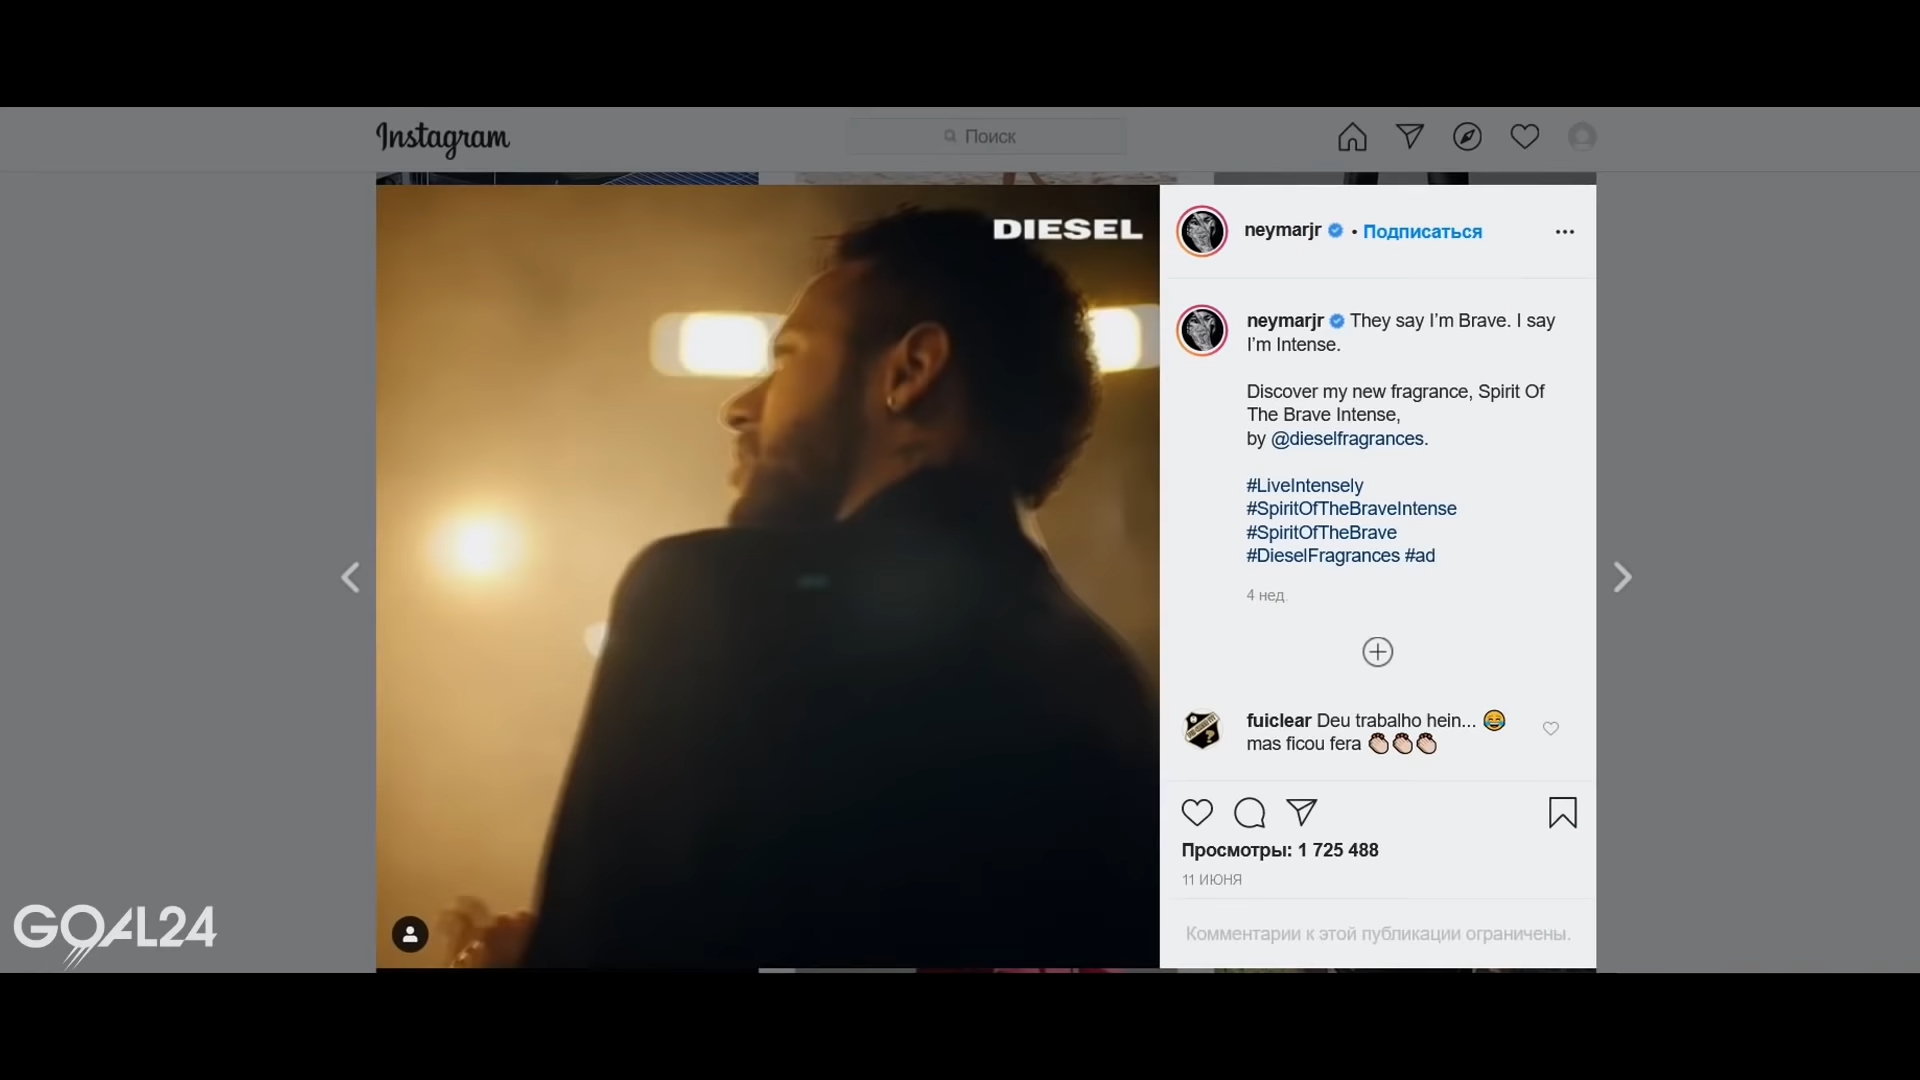 Instagram
Поиск
DIESEL
neymarjr • Подписаться
neymarjr They say I’m Brave. I say
I’m Intense.
Discover my new fragrance, Spirit Of
The Brave Intense,
by @dieselfragrances.
#LiveIntensely
#SpiritOfTheBraveIntense
#SpiritOfTheBrave
#DieselFragrances #ad
4 нед.
fuiclear Deu trabalho hein... 😂
mas ficou fera 👏🏻👏🏻👏🏻
Просмотры: 1 725 488
11 ИЮНЯ
Комментарии к этой публикации ограничены.
GOAL24